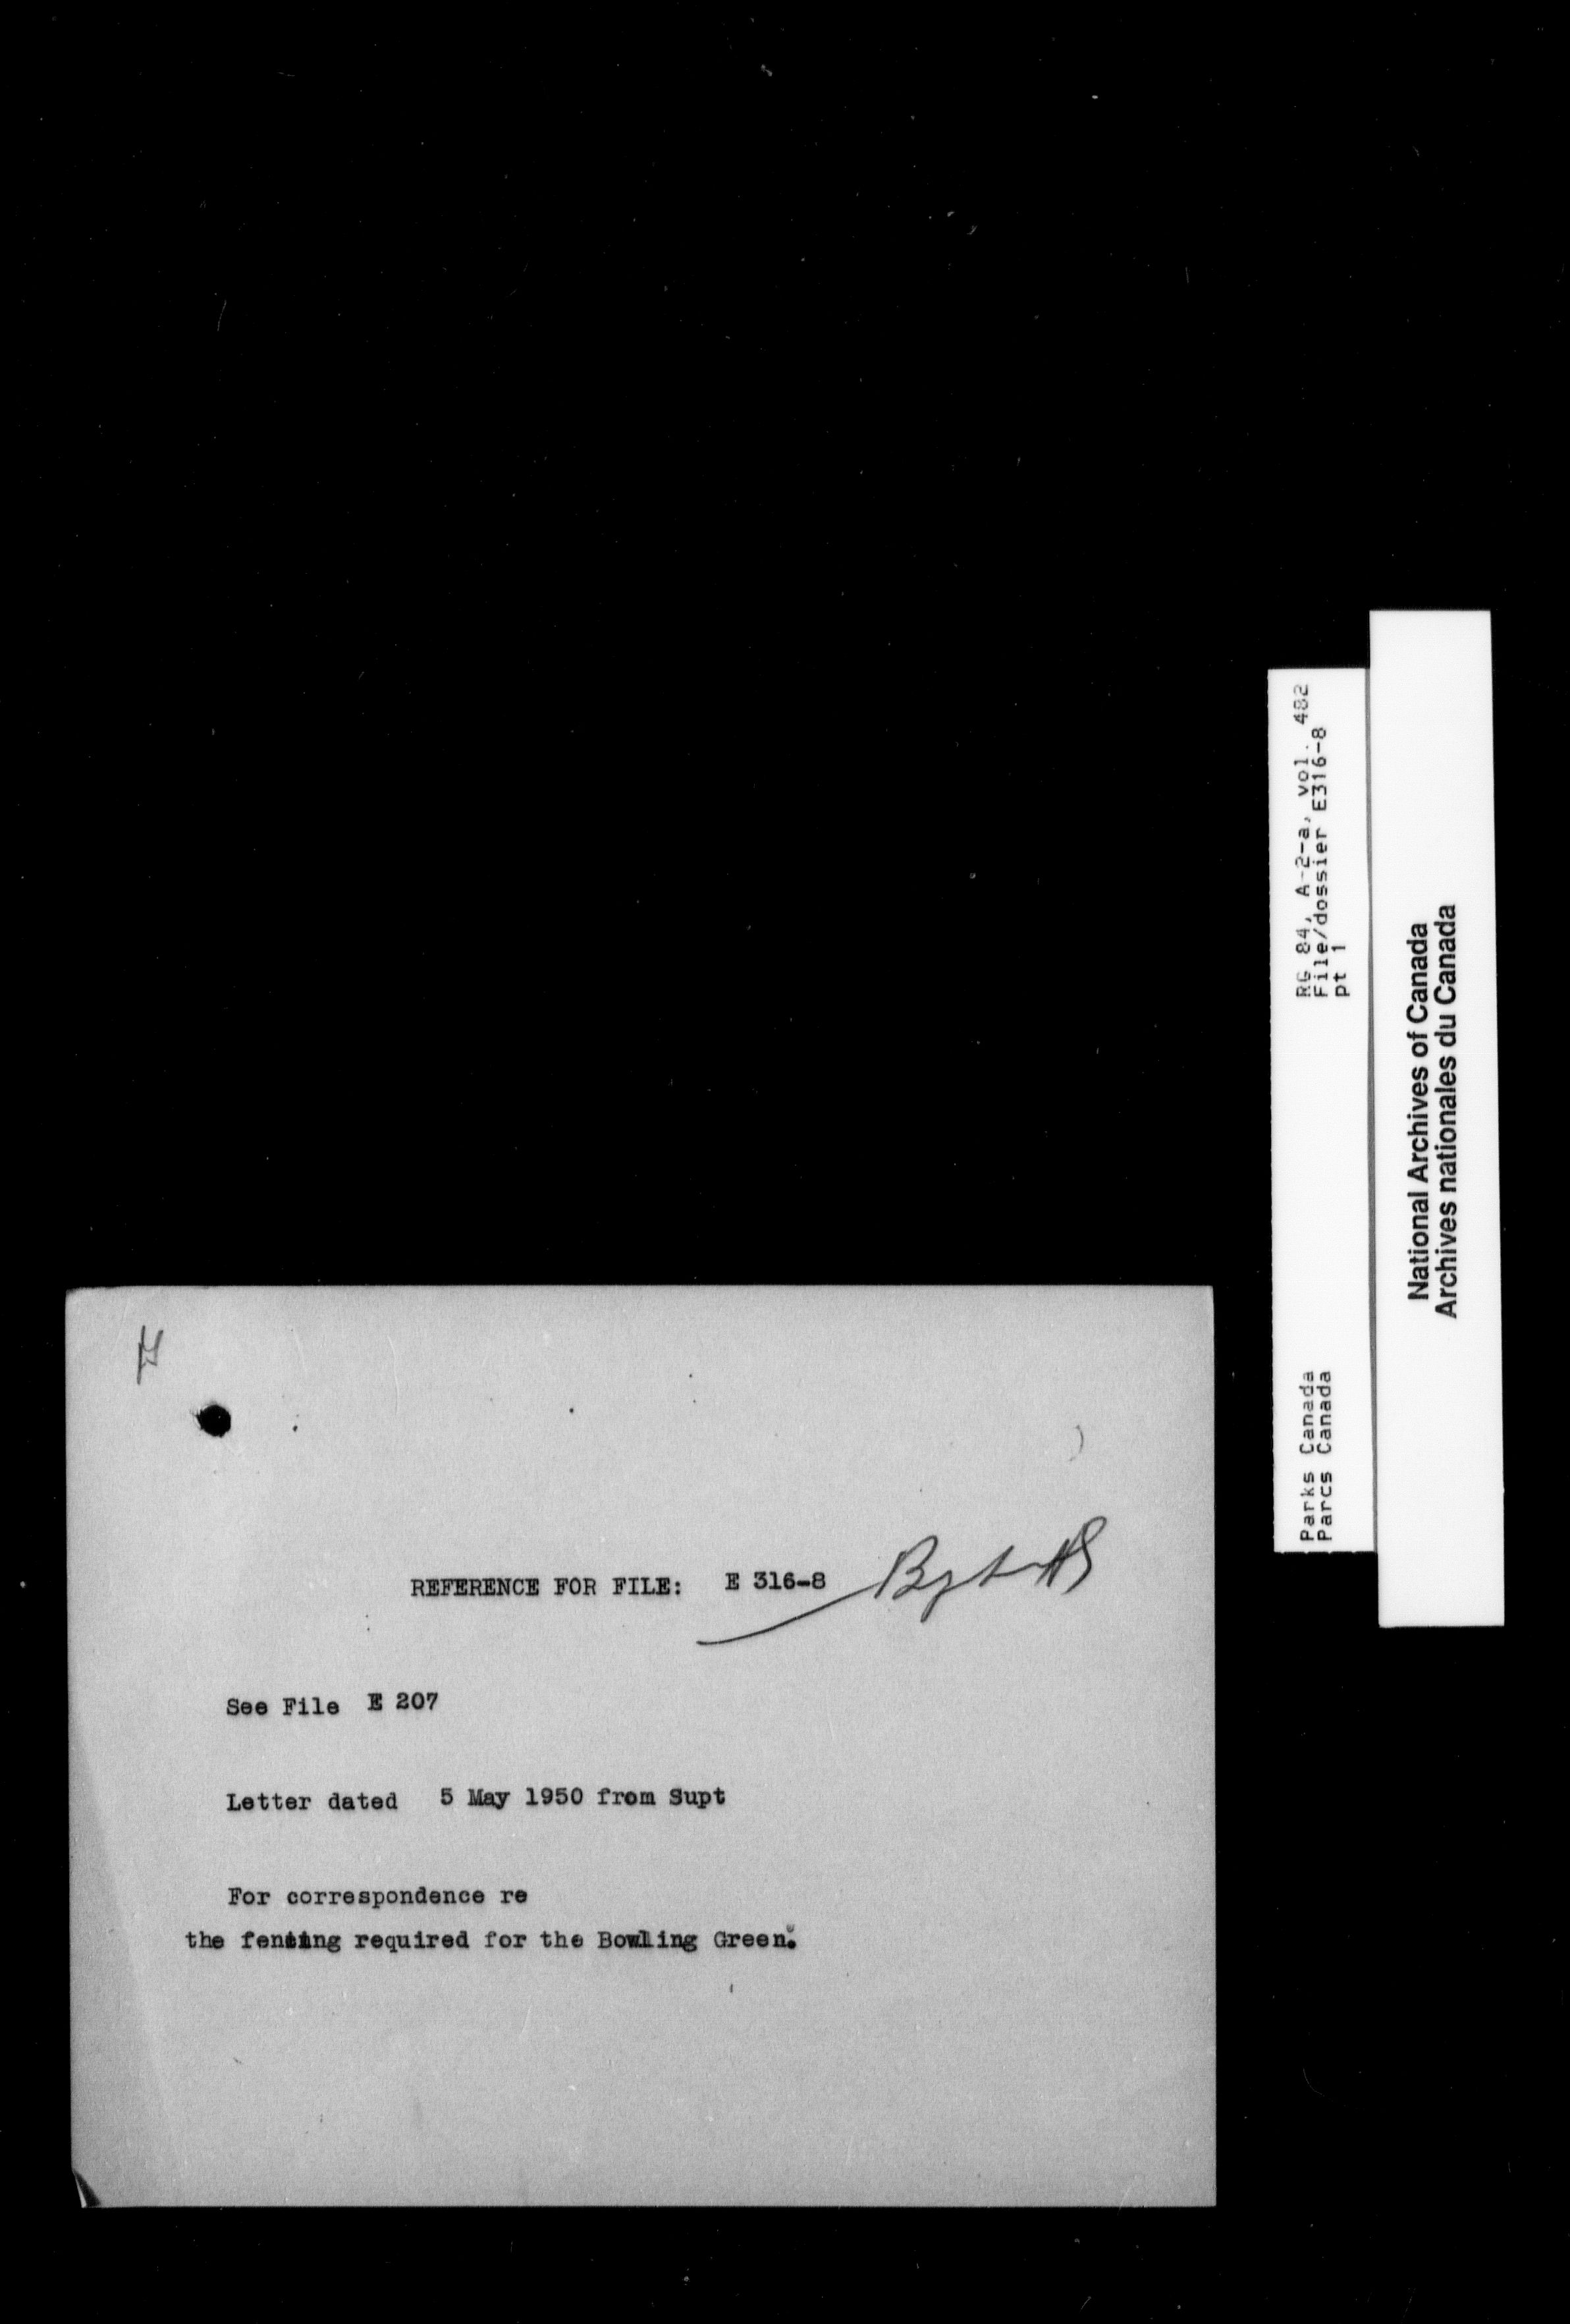 REFERENCE FOR FILE: E 316-8
See File E 207
Letter dated 5 May 1950 from Supt
For correspondence re
the fencing required for the Bowling Green.
RG 84, A-2-a, vol. 482
File/dossier E316-8
pt 1
Parks Canada
Parcs Canada
National Archives of Canada
Archives nationales du Canada